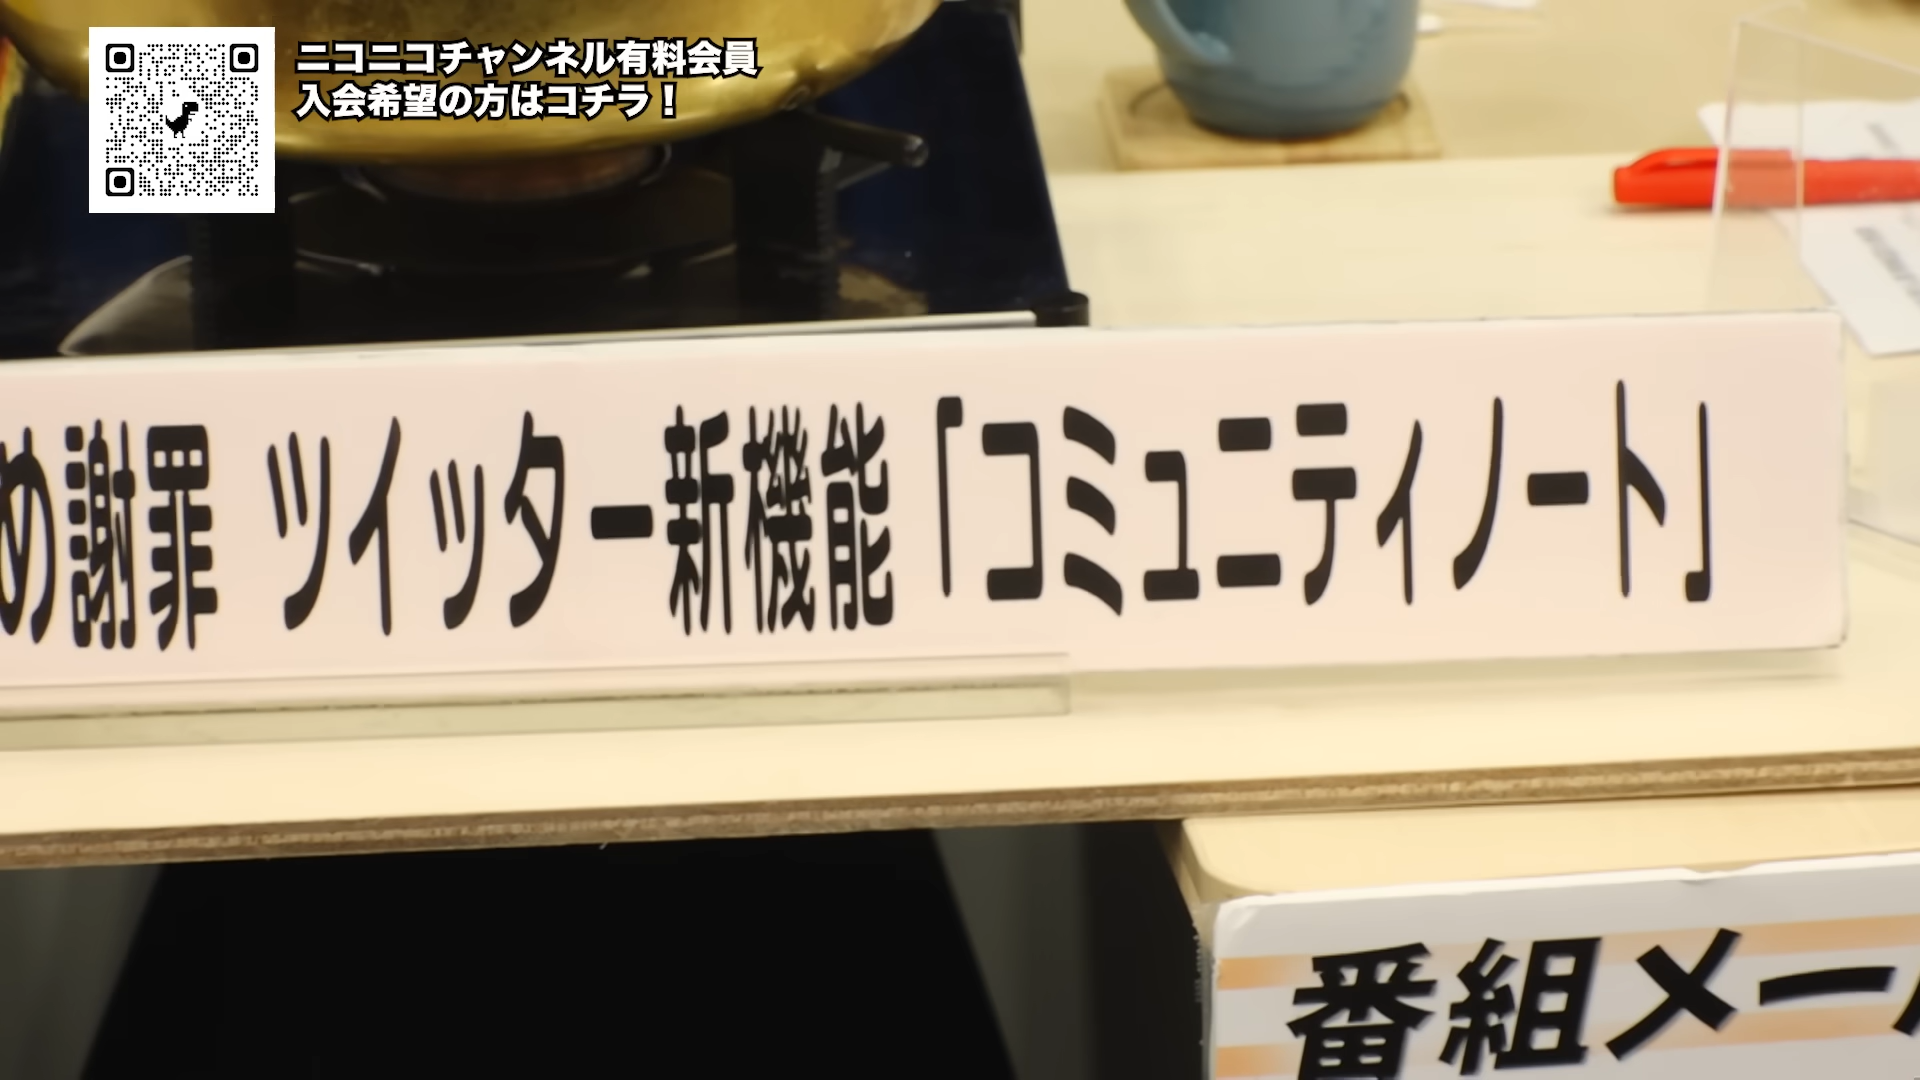 ニコニコチャンネル有料会員
入会希望の方はコチラ！
め謝罪 ツイッター新機能「コミュニティノート」
番組メール